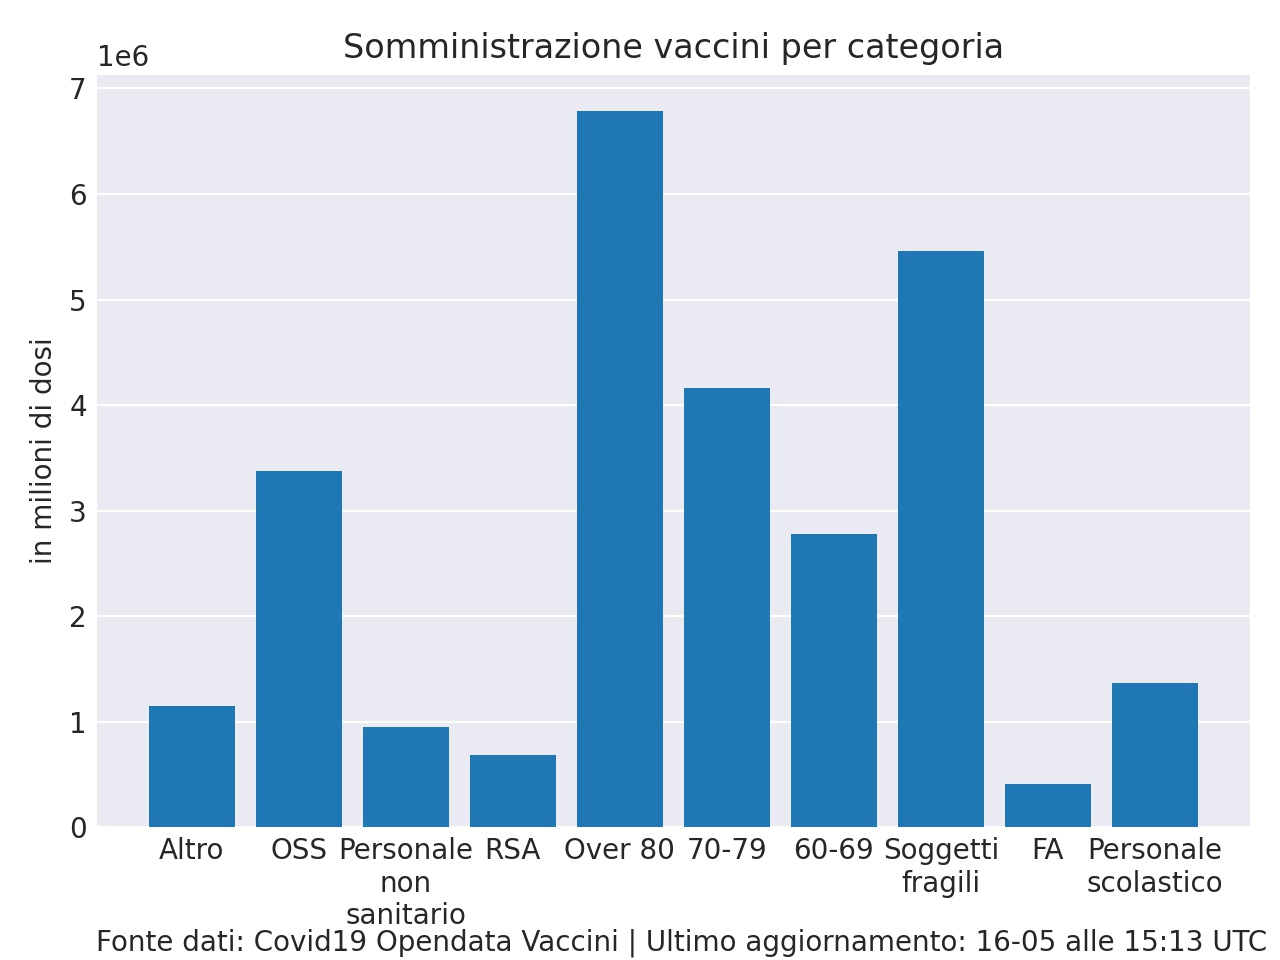 Somministrazione vaccini per categoria
1e6
7
6
5
4
3
2
1
0
in milioni di dosi
Altro OSS Personale non sanitario RSA Over 80 70-79 60-69 Soggetti fragili FA Personale scolastico
Fonte dati: Covid19 Opendata Vaccini | Ultimo aggiornamento: 16-05 alle 15:13 UTC